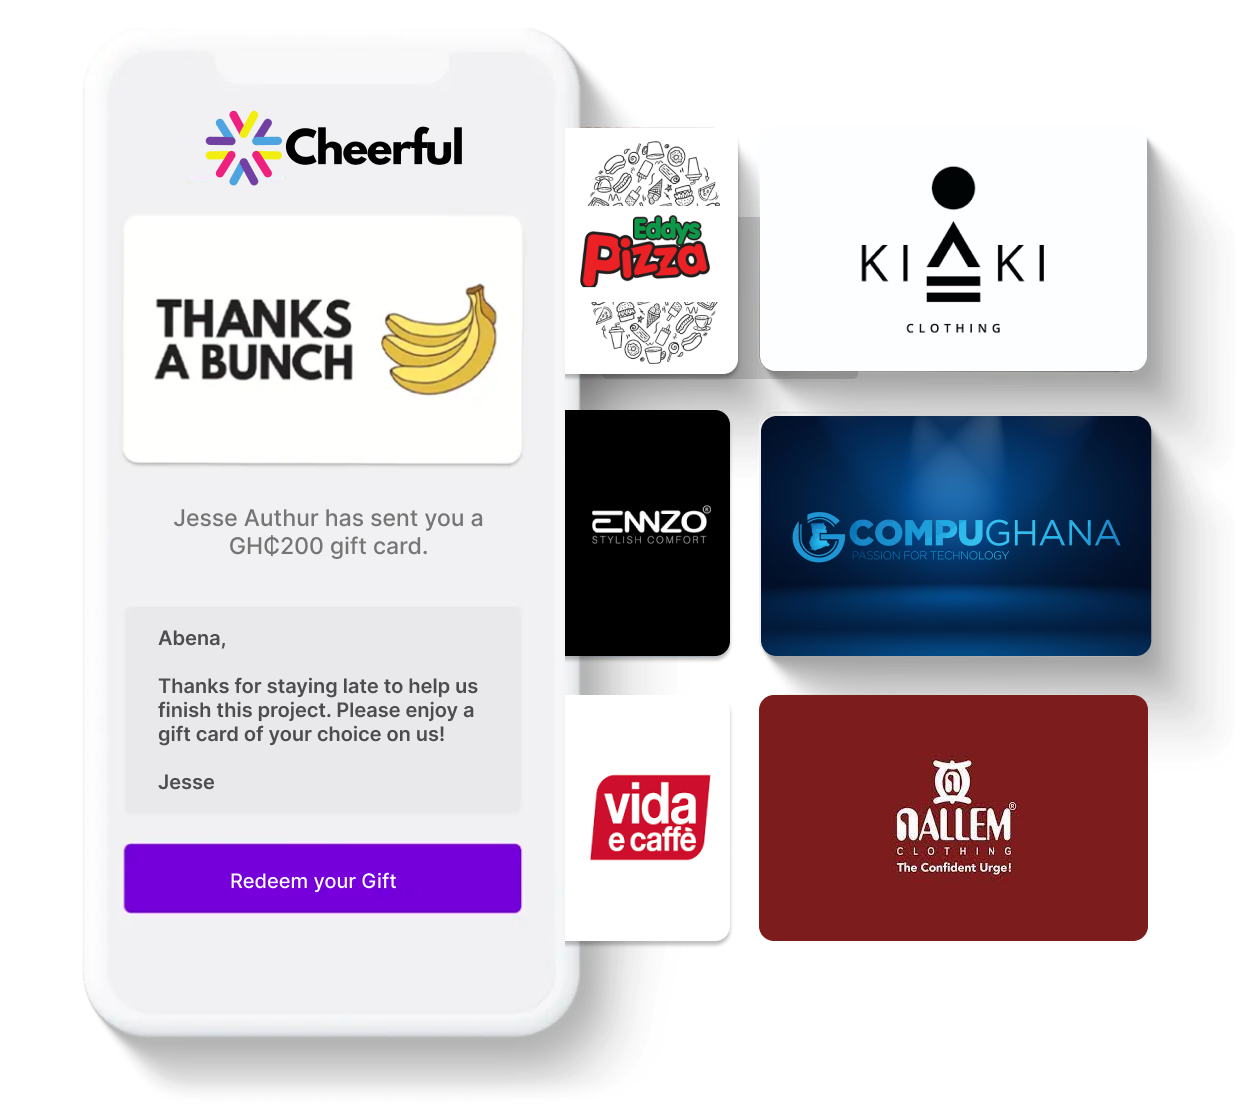 Cheerful
THANKS
A BUNCH
Jesse Authur has sent you a
GH₵200 gift card.
Abena,
Thanks for staying late to help us
finish this project. Please enjoy a
gift card of your choice on us!
Jesse
Redeem your Gift
Eddys
Pizza
KIAKI
CLOTHING
ENNZO®
STYLISH COMFORT
COMPUGHANA
PASSION FOR TECHNOLOGY
vida
e caffè
NALLEM®
CLOTHING
The Confident Urge!